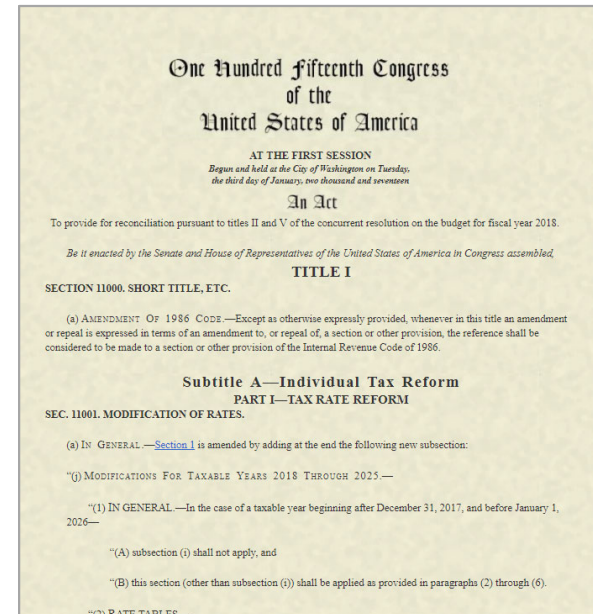 One Hundred Fifteenth Congress
of the
United States of America
AT THE FIRST SESSION
Begun and held at the City of Washington on Tuesday,
the third day of January, two thousand and seventeen
An Act
To provide for reconciliation pursuant to titles II and V of the concurrent resolution on the budget for fiscal year 2018.
Be it enacted by the Senate and House of Representatives of the United States of America in Congress assembled,
TITLE I
SECTION 11000. SHORT TITLE, ETC.
(a) AMENDMENT OF 1986 CODE.—Except as otherwise expressly provided, whenever in this title an amendment
or repeal is expressed in terms of an amendment to, or repeal of, a section or other provision, the reference shall be
considered to be made to a section or other provision of the Internal Revenue Code of 1986.
Subtitle A—Individual Tax Reform
PART I—TAX RATE REFORM
SEC. 11001. MODIFICATION OF RATES.
(a) IN GENERAL.—Section 1 is amended by adding at the end the following new subsection:
“(j) MODIFICATIONS FOR TAXABLE YEARS 2018 THROUGH 2025.—
“(1) IN GENERAL.—In the case of a taxable year beginning after December 31, 2017, and before January 1,
2026—
“(A) subsection (i) shall not apply, and
“(B) this section (other than subsection (i)) shall be applied as provided in paragraphs (2) through (6).
“(2) RATE TABLES